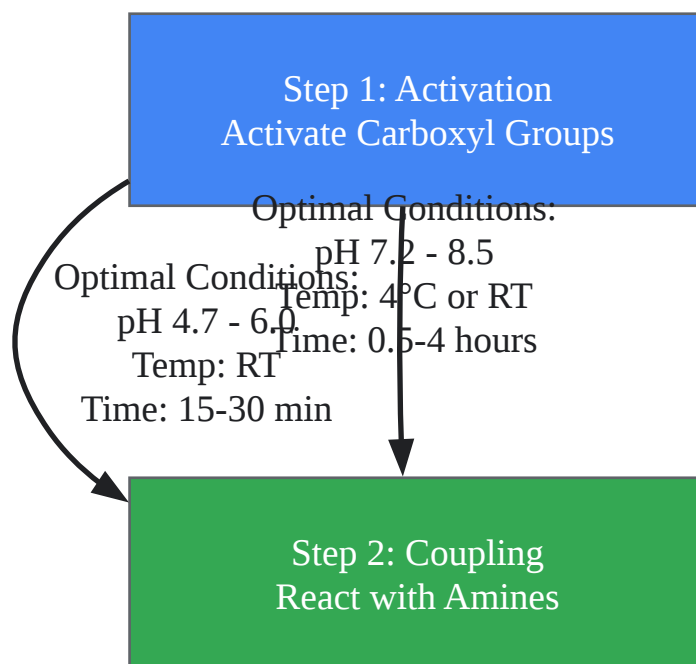 Step 1: Activation
Activate Carboxyl Groups
Optimal Conditions:
pH 7.2 - 8.5
Temp: 4°C or RT
Time: 0.5-4 hours
Optimal Conditions:
pH 4.7 - 6.0
Temp: RT
Time: 15-30 min
Step 2: Coupling
React with Amines